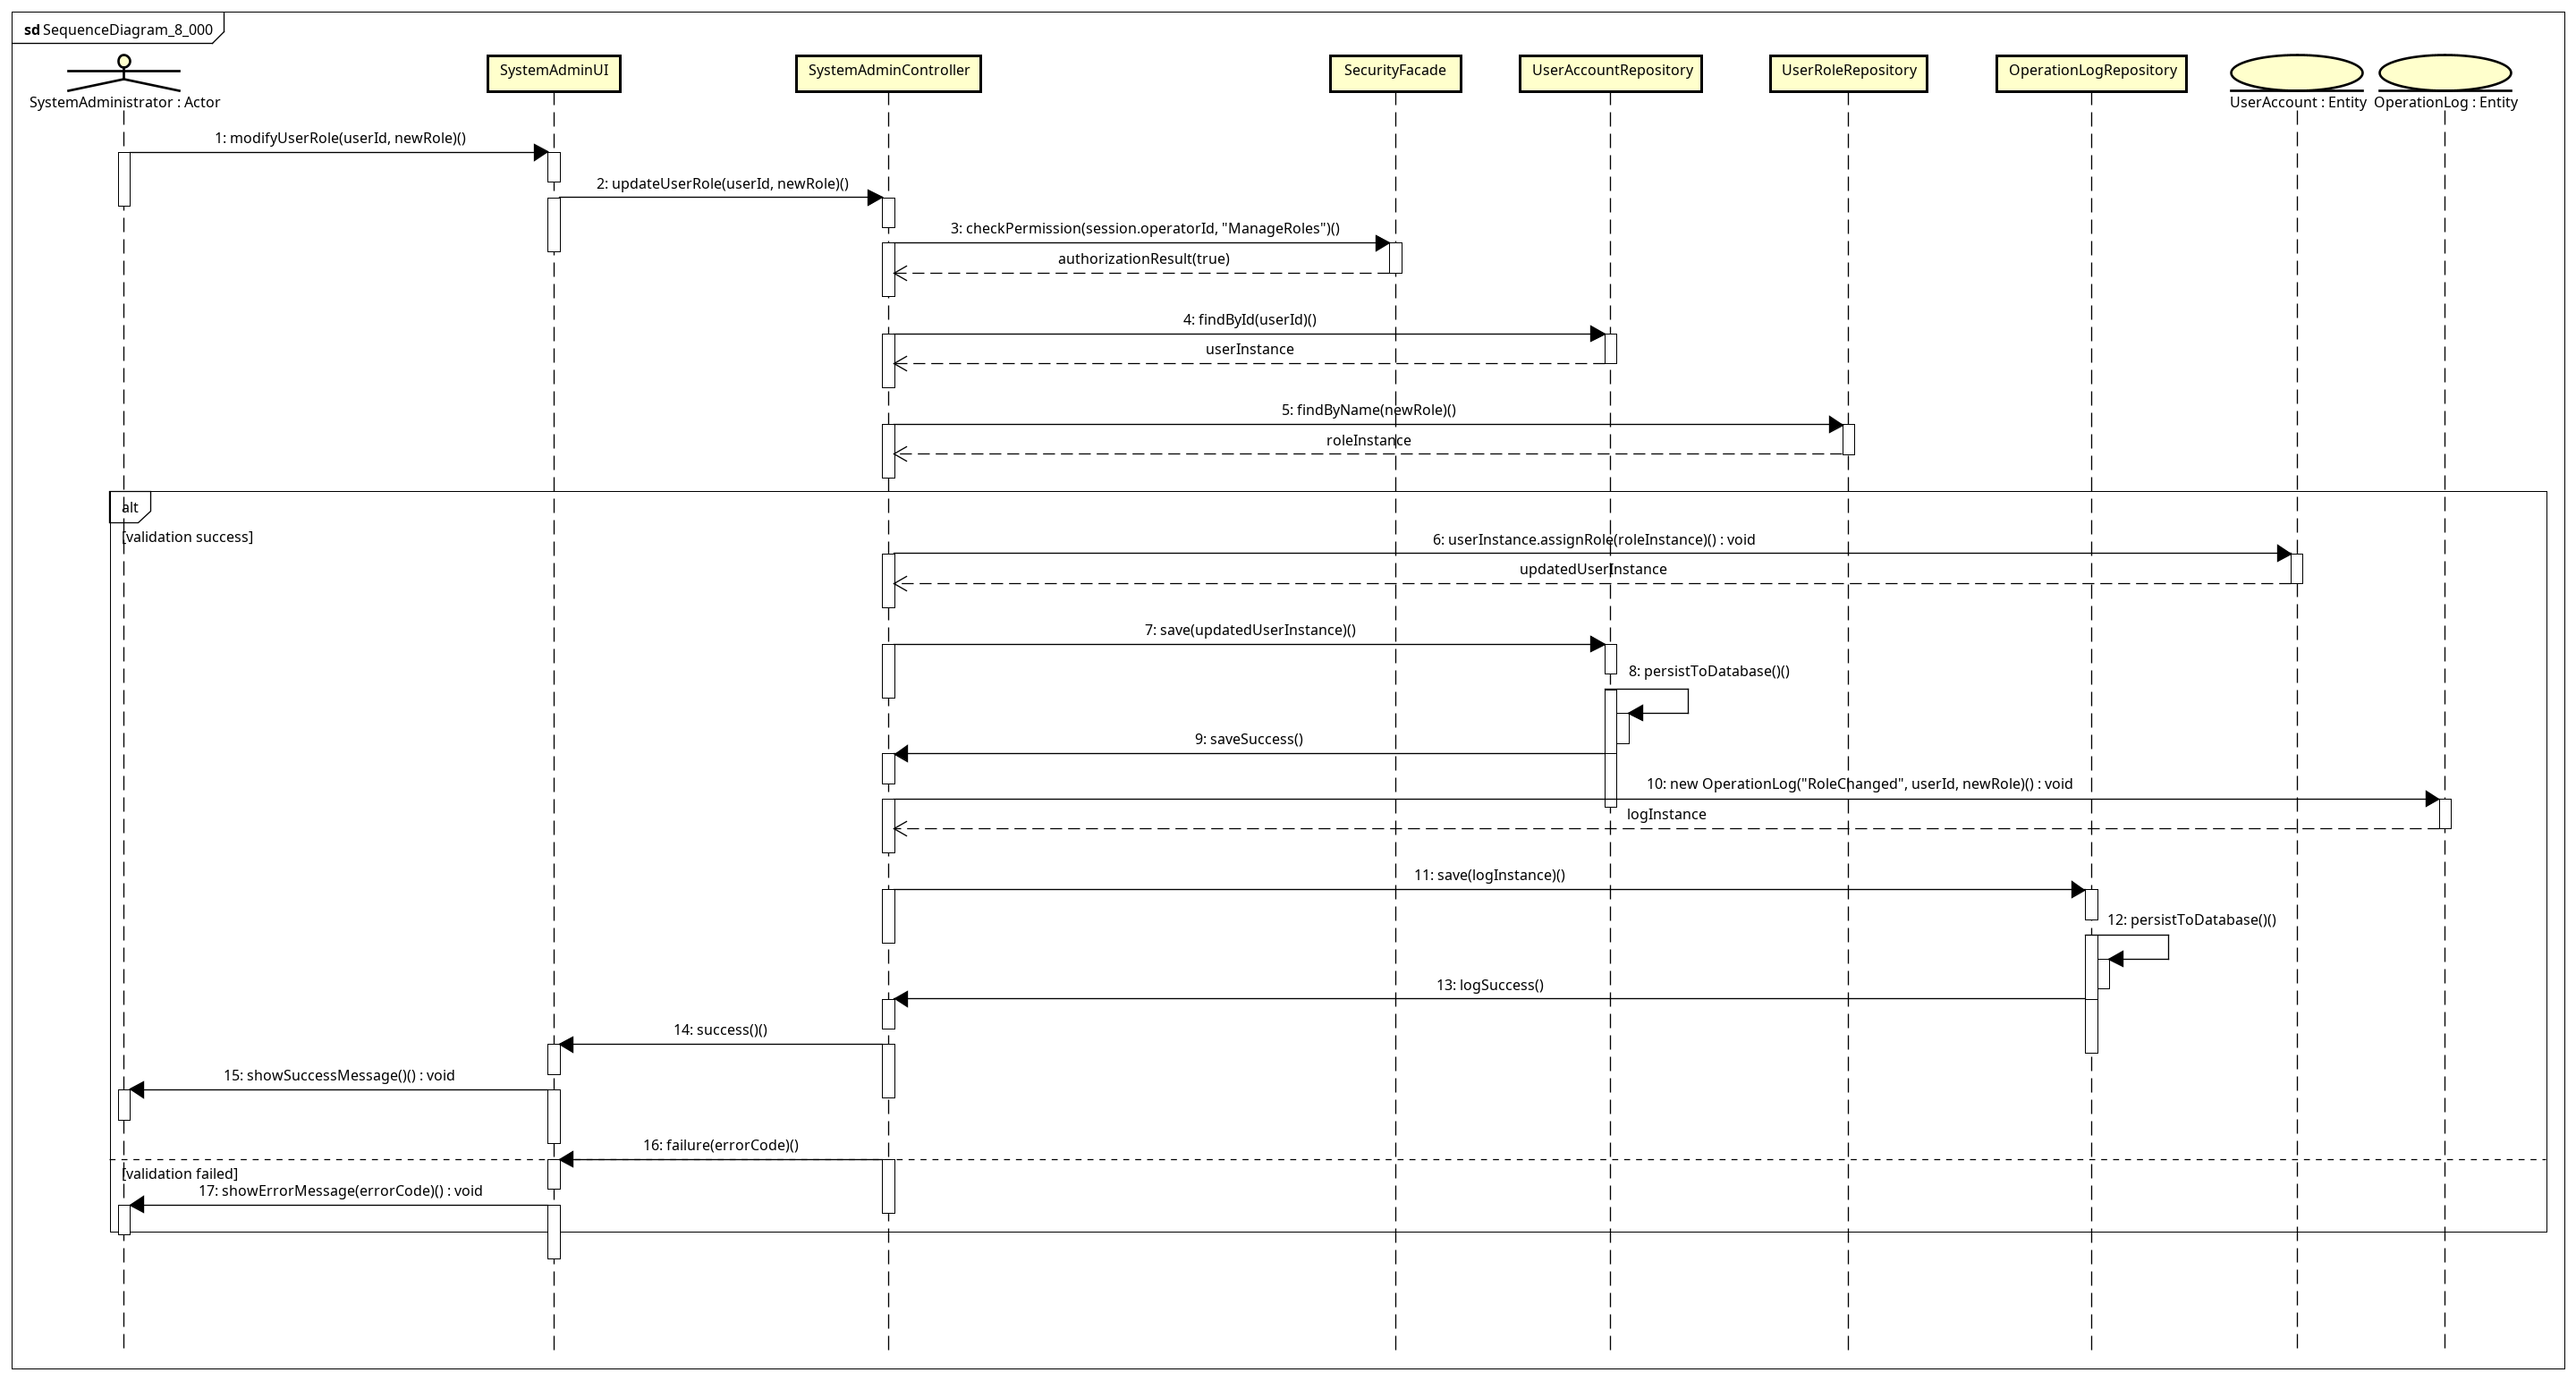 sd SequenceDiagram_8_000
SystemAdministrator : Actor
SystemAdminUI
SystemAdminController
SecurityFacade
UserAccountRepository
UserRoleRepository
OperationLogRepository
UserAccount : Entity
OperationLog : Entity
1: modifyUserRole(userId, newRole)()
2: updateUserRole(userId, newRole)()
3: checkPermission(session.operatorId, "ManageRoles")()
authorizationResult(true)
4: findById(userId)()
userInstance
5: findByName(newRole)()
roleInstance
alt
[validation success]
6: userInstance.assignRole(roleInstance)() : void
updatedUserInstance
7: save(updatedUserInstance)()
8: persistToDatabase()()
9: saveSuccess()
10: new OperationLog("RoleChanged", userId, newRole)() : void
logInstance
11: save(logInstance)()
12: persistToDatabase()()
13: logSuccess()
14: success()()
15: showSuccessMessage()() : void
16: failure(errorCode)()
[validation failed]
17: showErrorMessage(errorCode)() : void